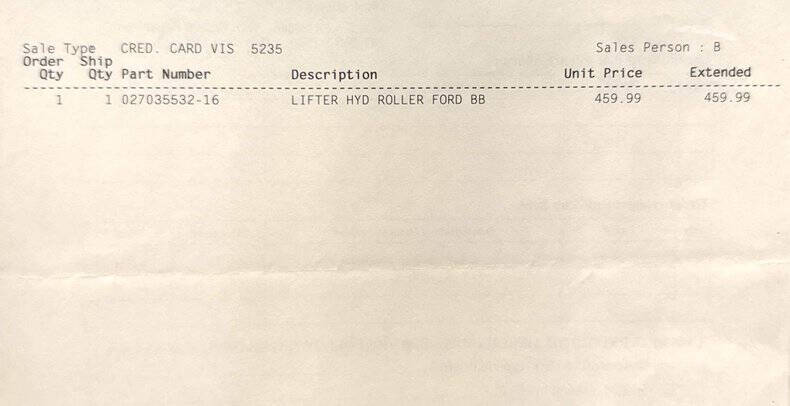 Sale Type CRED. CARD VIS 5235 Sales Person : B
Order Ship
Qty Qty Part Number Description Unit Price Extended
1 1 027035532-16 LIFTER HYD ROLLER FORD BB 459.99 459.99